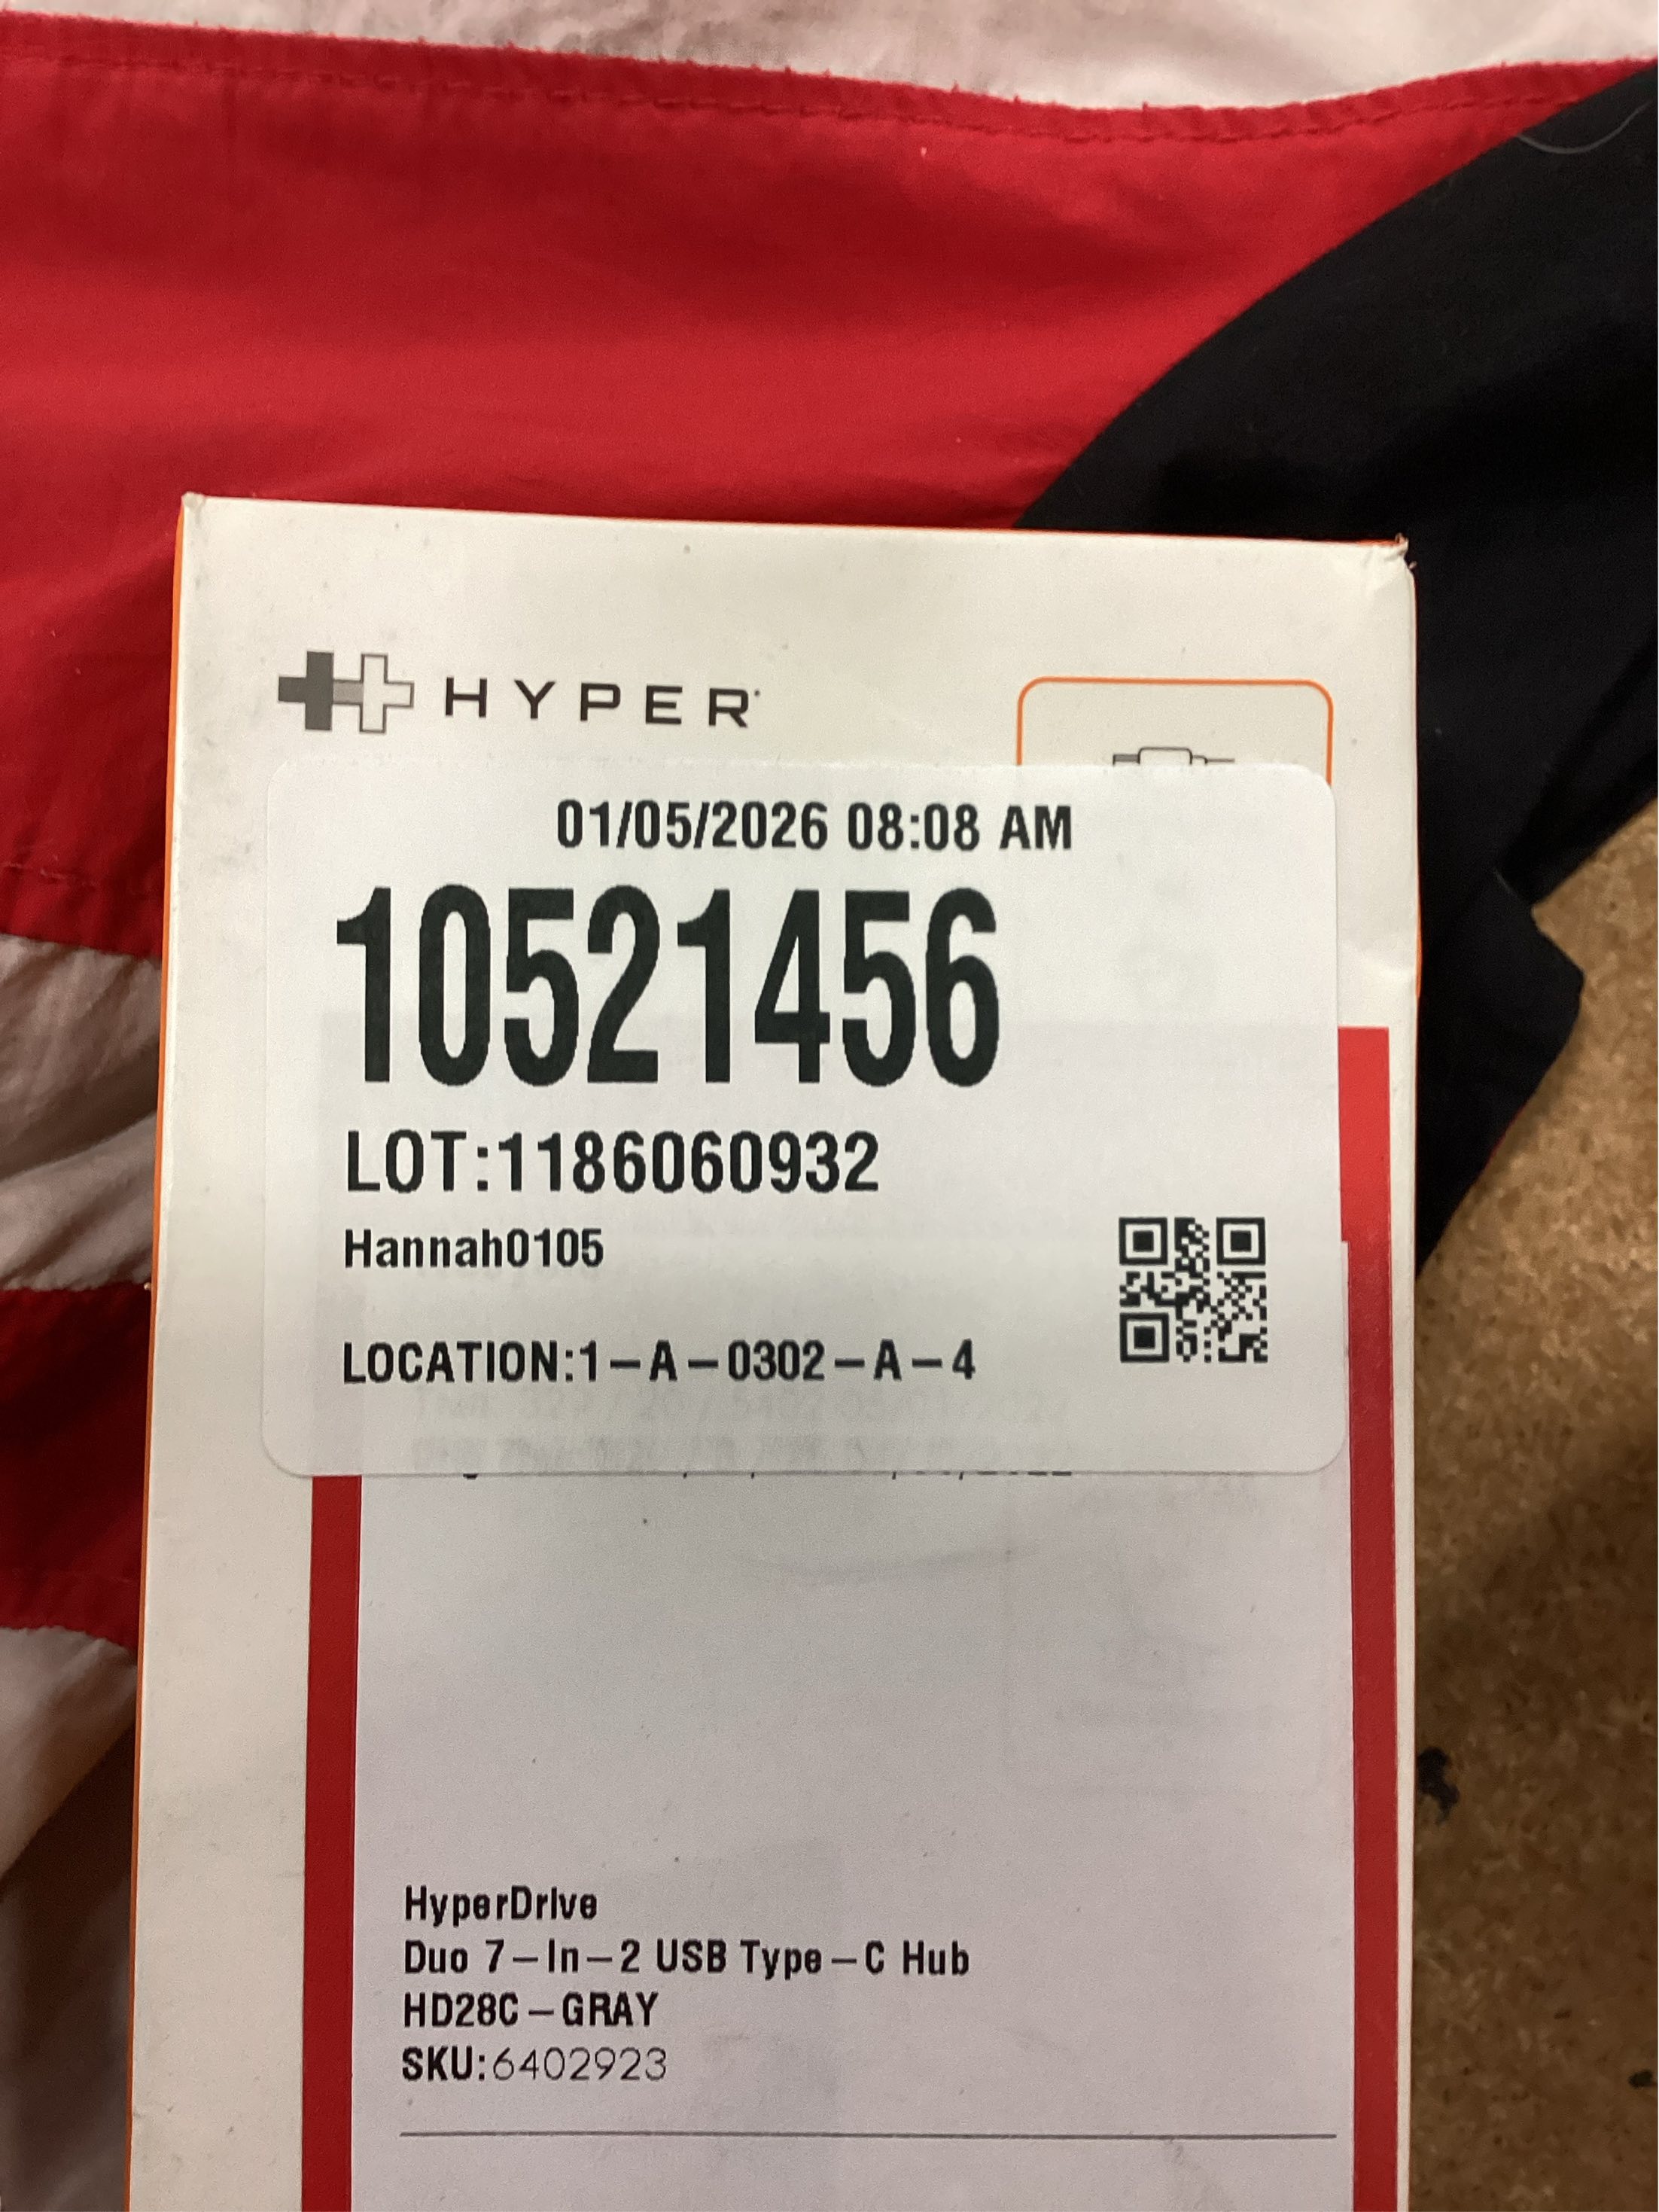 HYPER
01/05/2026 08:08 AM
10521456
LOT:1186060932
Hannah0105
LOCATION:1-A-0302-A-4
HyperDrive
Duo 7-In-2 USB Type-C Hub
HD28C-GRAY
SKU:6402923